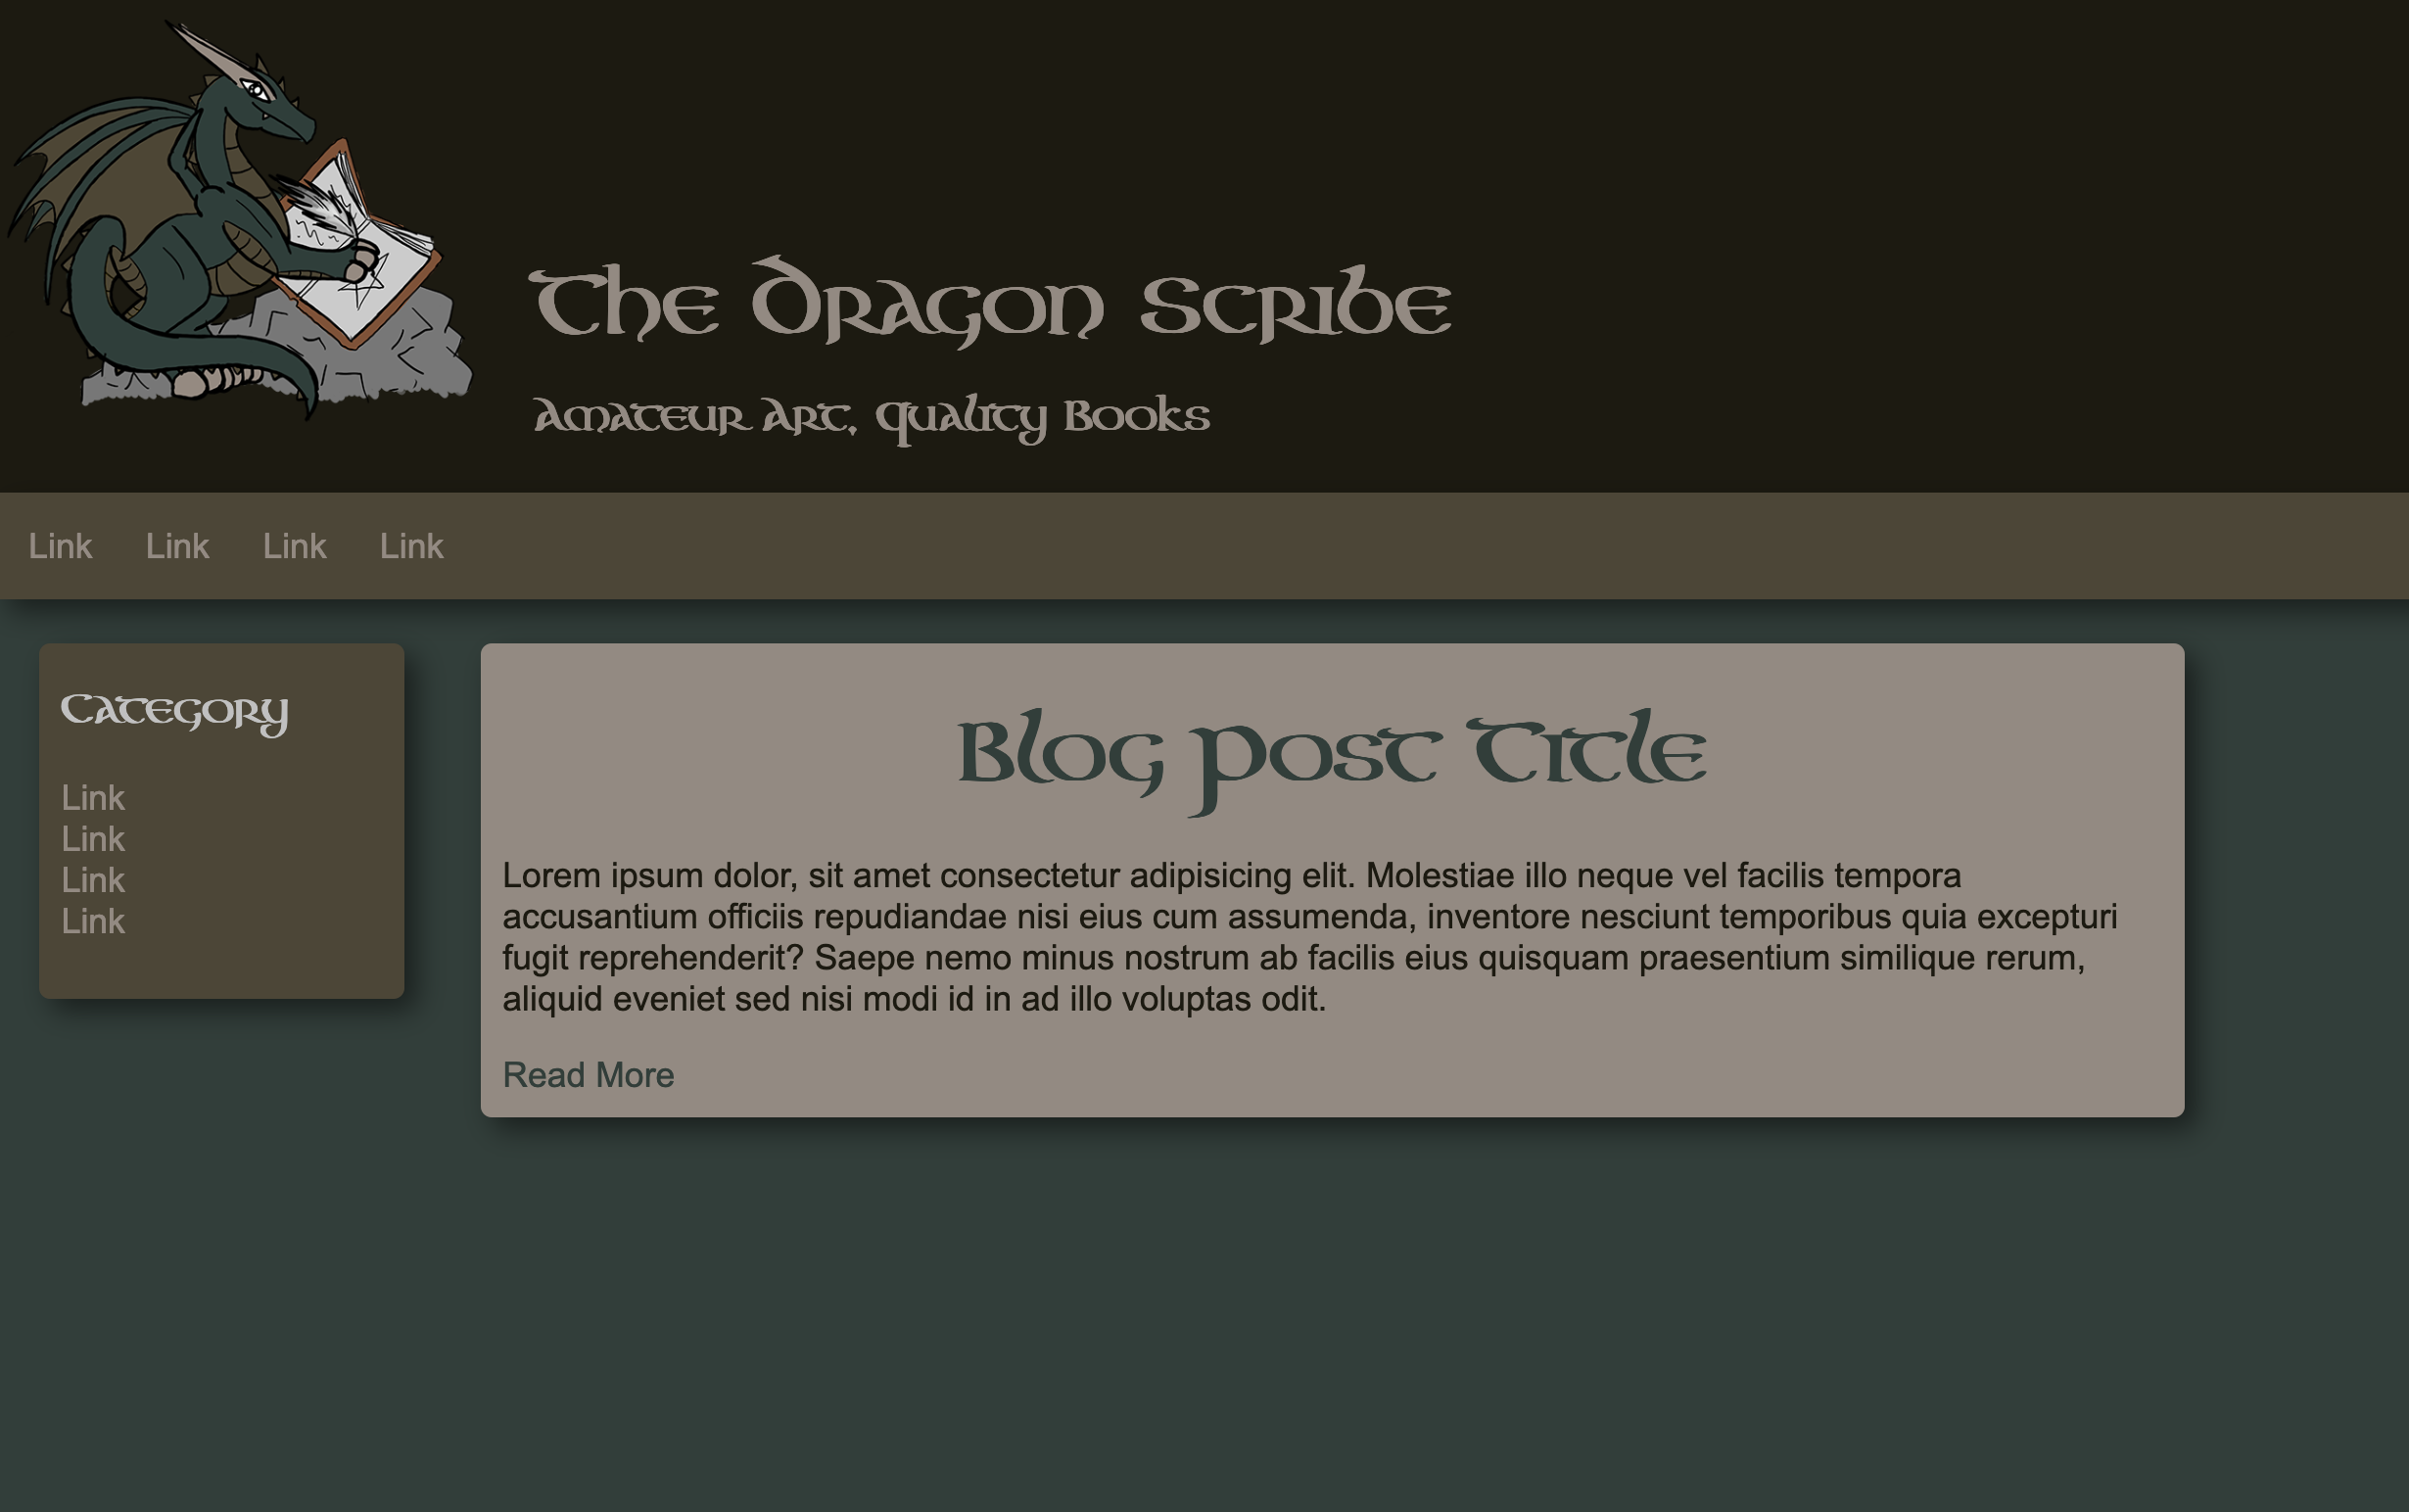 The Dragon Scribe
Amateur Art, Quality Books
Link Link Link Link
Category
Link
Link
Link
Link
Blog Post Title
Lorem ipsum dolor, sit amet consectetur adipisicing elit. Molestiae illo neque vel facilis tempora
accusantium officiis repudiandae nisi eius cum assumenda, inventore nesciunt temporibus quia excepturi
fugit reprehenderit? Saepe nemo minus nostrum ab facilis eius quisquam praesentium similique rerum,
aliquid eveniet sed nisi modi id in ad illo voluptas odit.
Read More